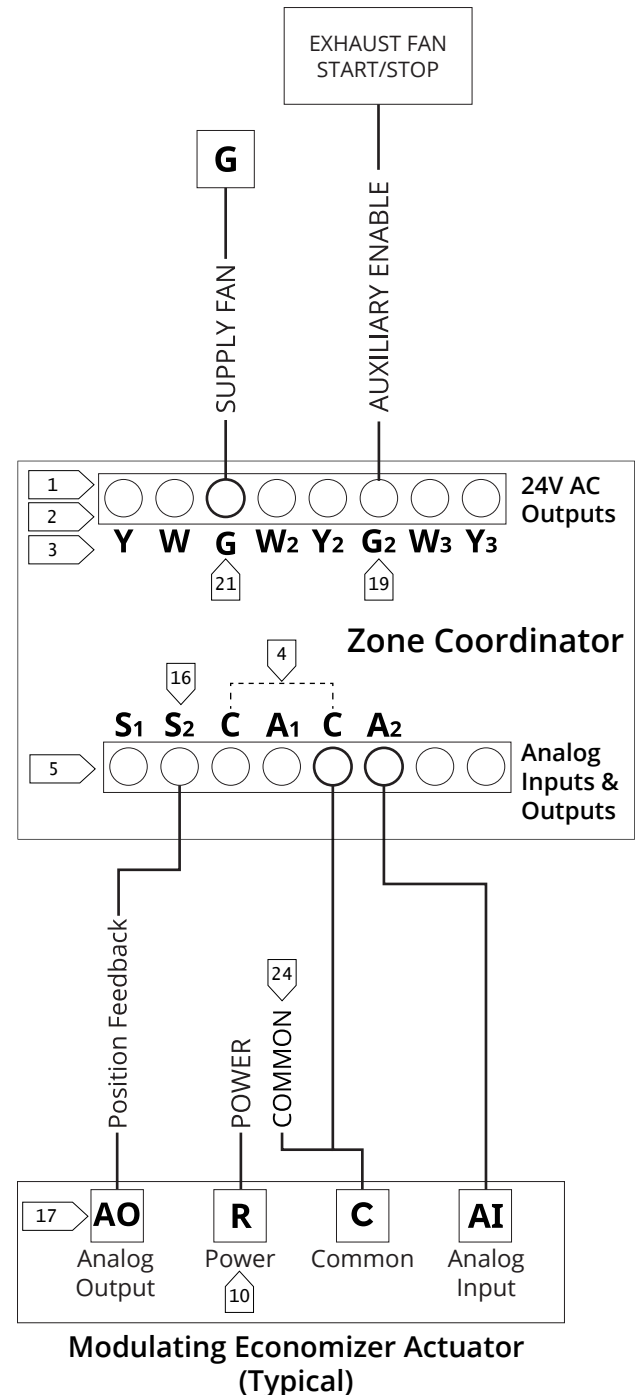 EXHAUST FAN
START/STOP
G
SUPPLY FAN
AUXILIARY ENABLE
1
2
3
24V AC
Outputs
Y W G W2 Y2 G2 W3 Y3
21
19
Zone Coordinator
4
16
S1 S2 C A1 C A2
5
Analog
Inputs &
Outputs
Position Feedback
POWER
COMMON
24
17
AO
R
C
AI
Analog
Output
Power
Common
Analog
Input
10
Modulating Economizer Actuator
(Typical)